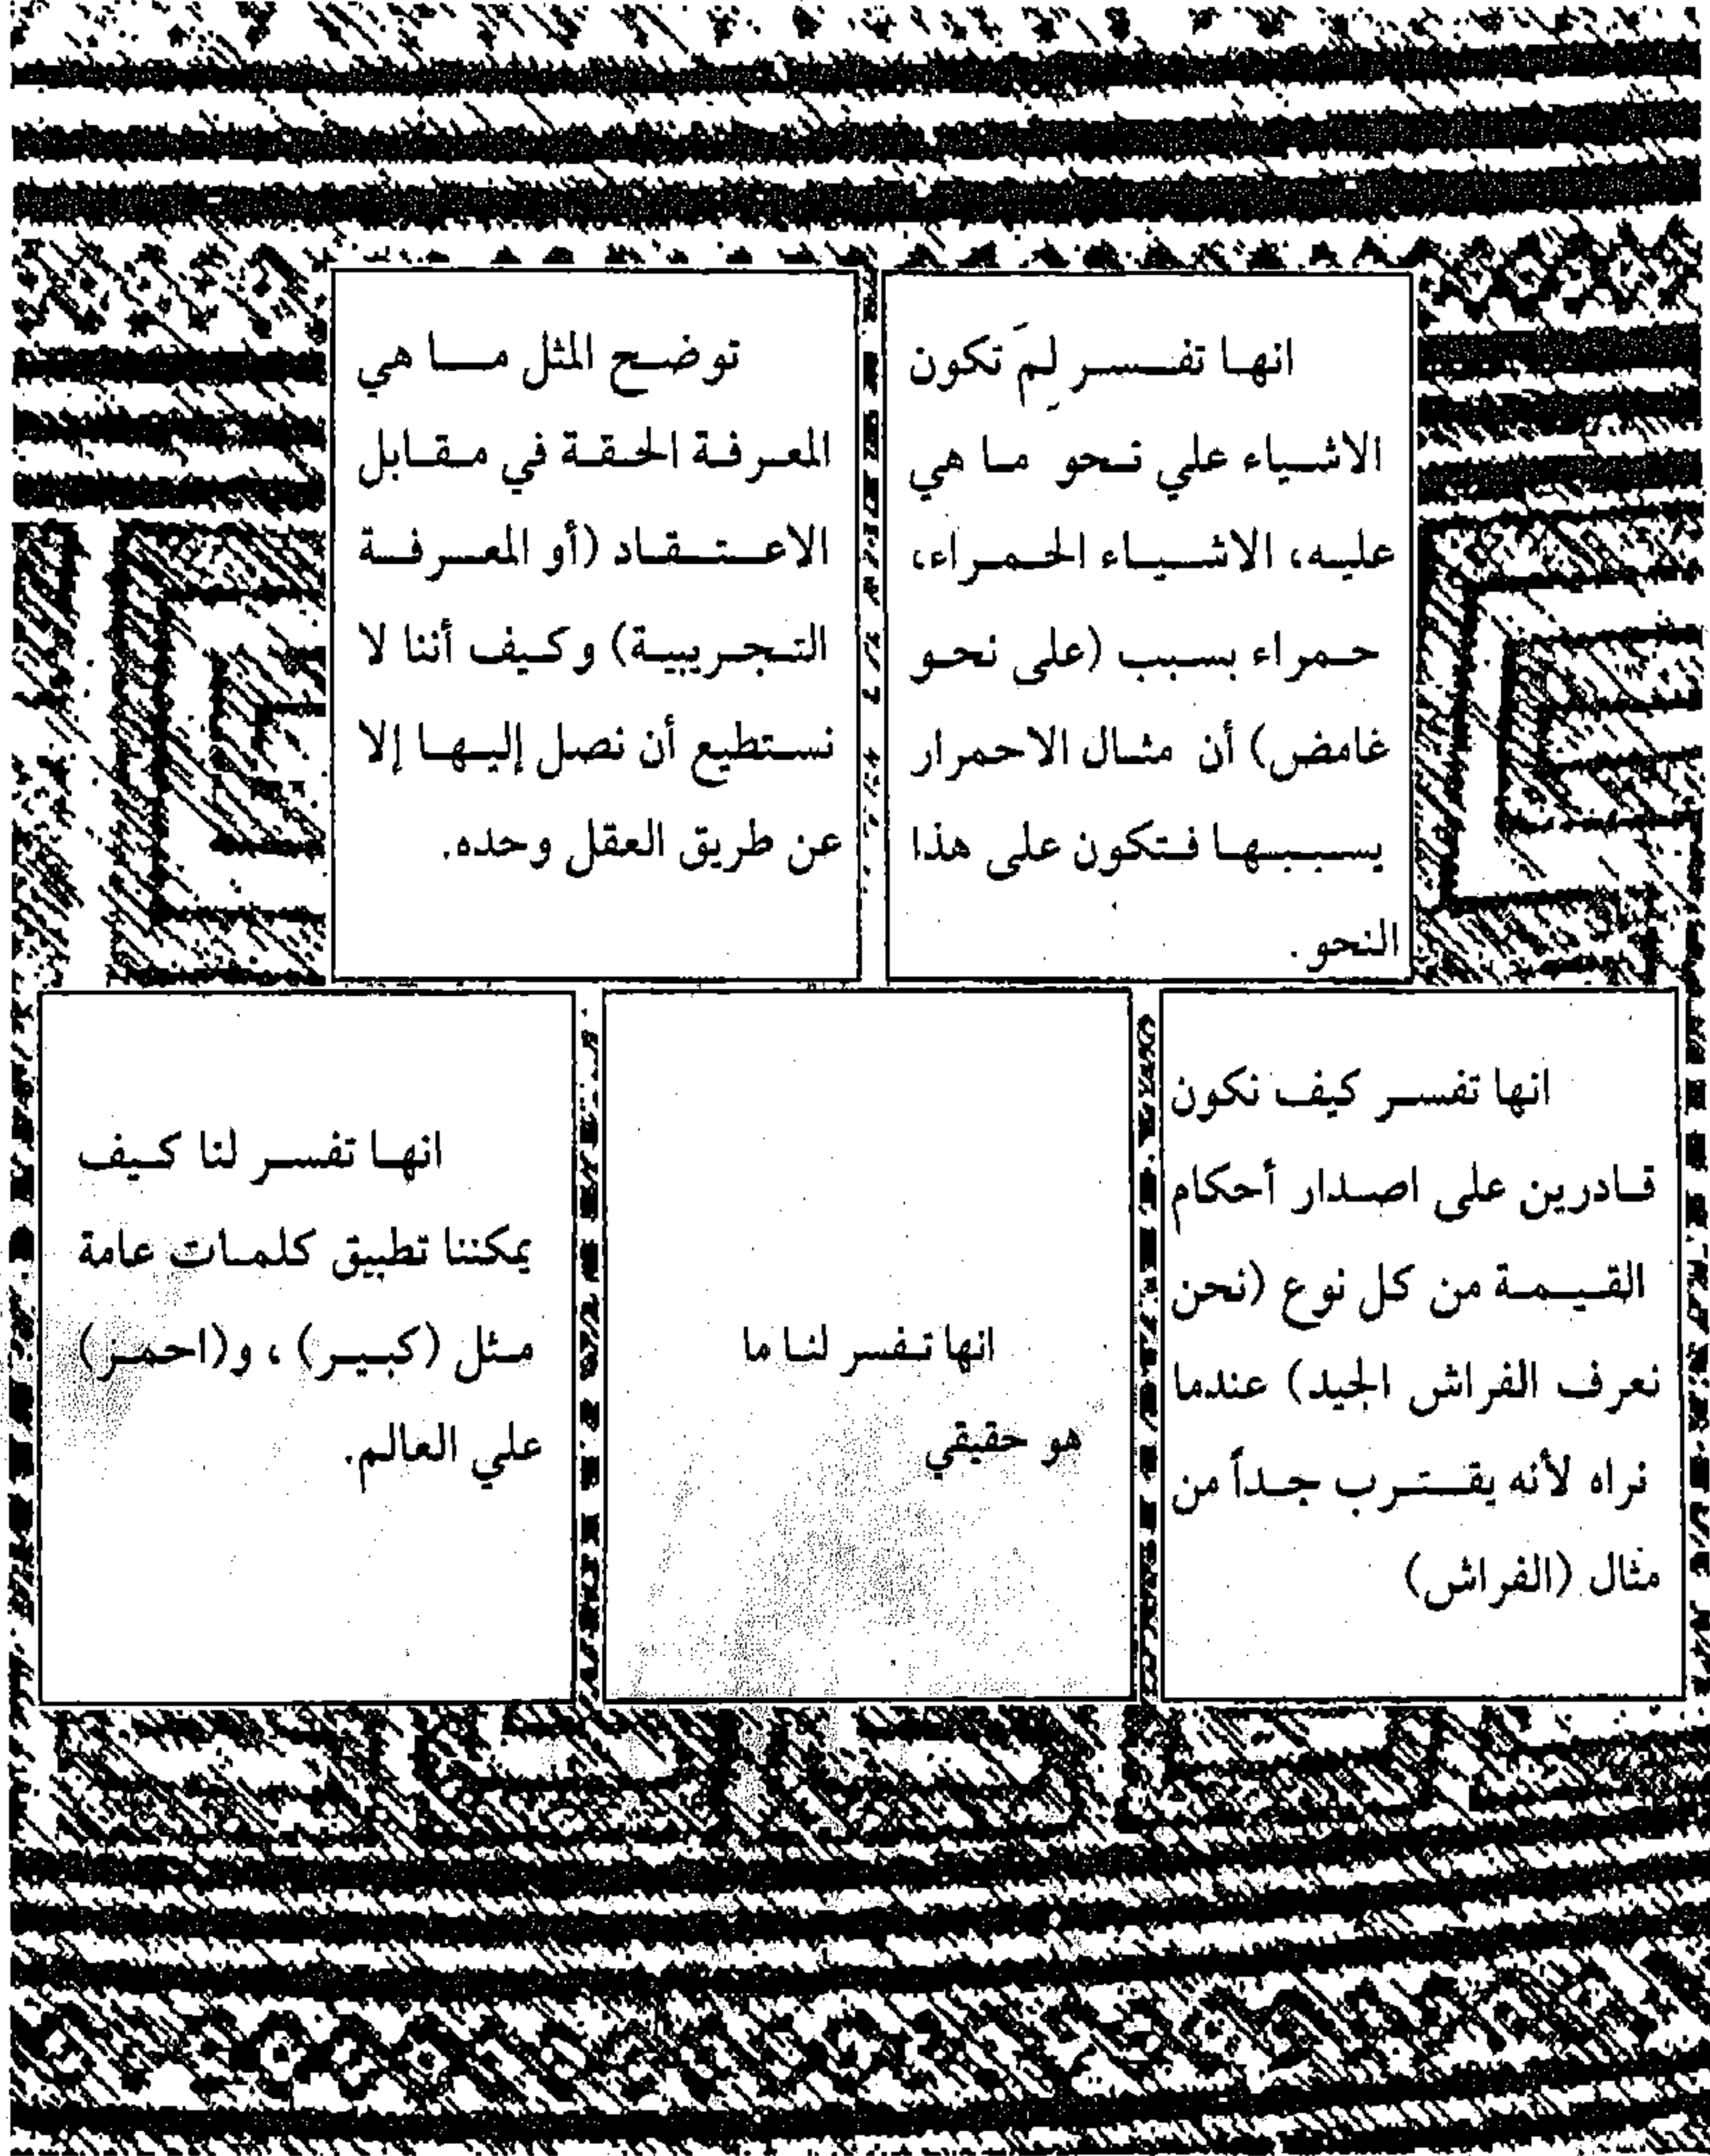 انها تفسر لِمَ تكون
الاشياء علي نحو ما هي
عليه، الاشياء الحمراء،
حمراء بسبب (على نحو
غامض) أن مثال الاحمرار
يسببها فتكون على هذا
النحو.
توضح المثل ما هي
المعرفة الحقة في مقابل
الاعتقاد (أو المعرفة
التجريبية) وكيف أننا لا
نستطيع أن نصل إليها إلا
عن طريق العقل وحده.
انها تفسر كيف نكون
قادرين على اصدار أحكام
القيمة من كل نوع (نحن
نعرف الفراش الجيد) عندما
نراه لأنه يقترب جداً من
مثال (الفراش)
انها تفسر لنا ما
هو حقيقي
انها تفسر لنا كيف
يمكننا تطبيق كلمات عامة
مثل (كبير) ، و(احمر)
علي العالم.